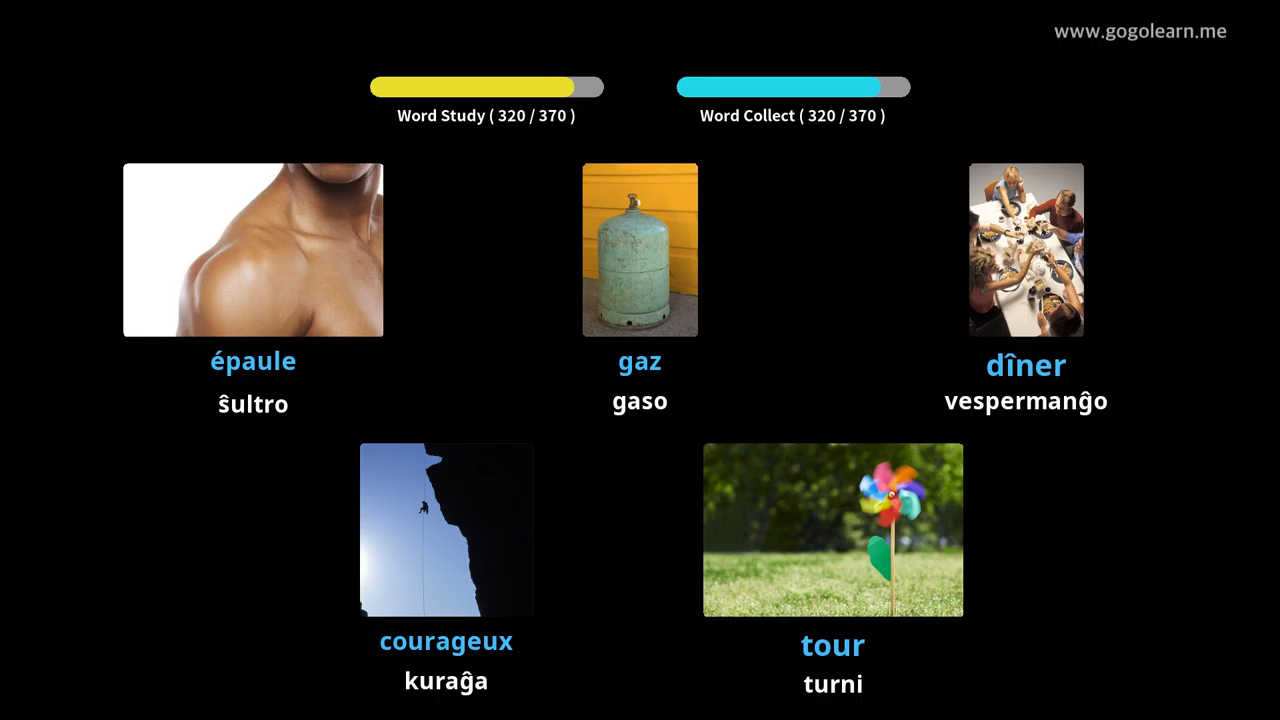 www.gogolearn.me
Word Study ( 320 / 370 )
Word Collect ( 320 / 370 )
épaule
ŝultro
gaz
gaso
dîner
vespermanĝo
courageux
kuraĝa
tour
turni